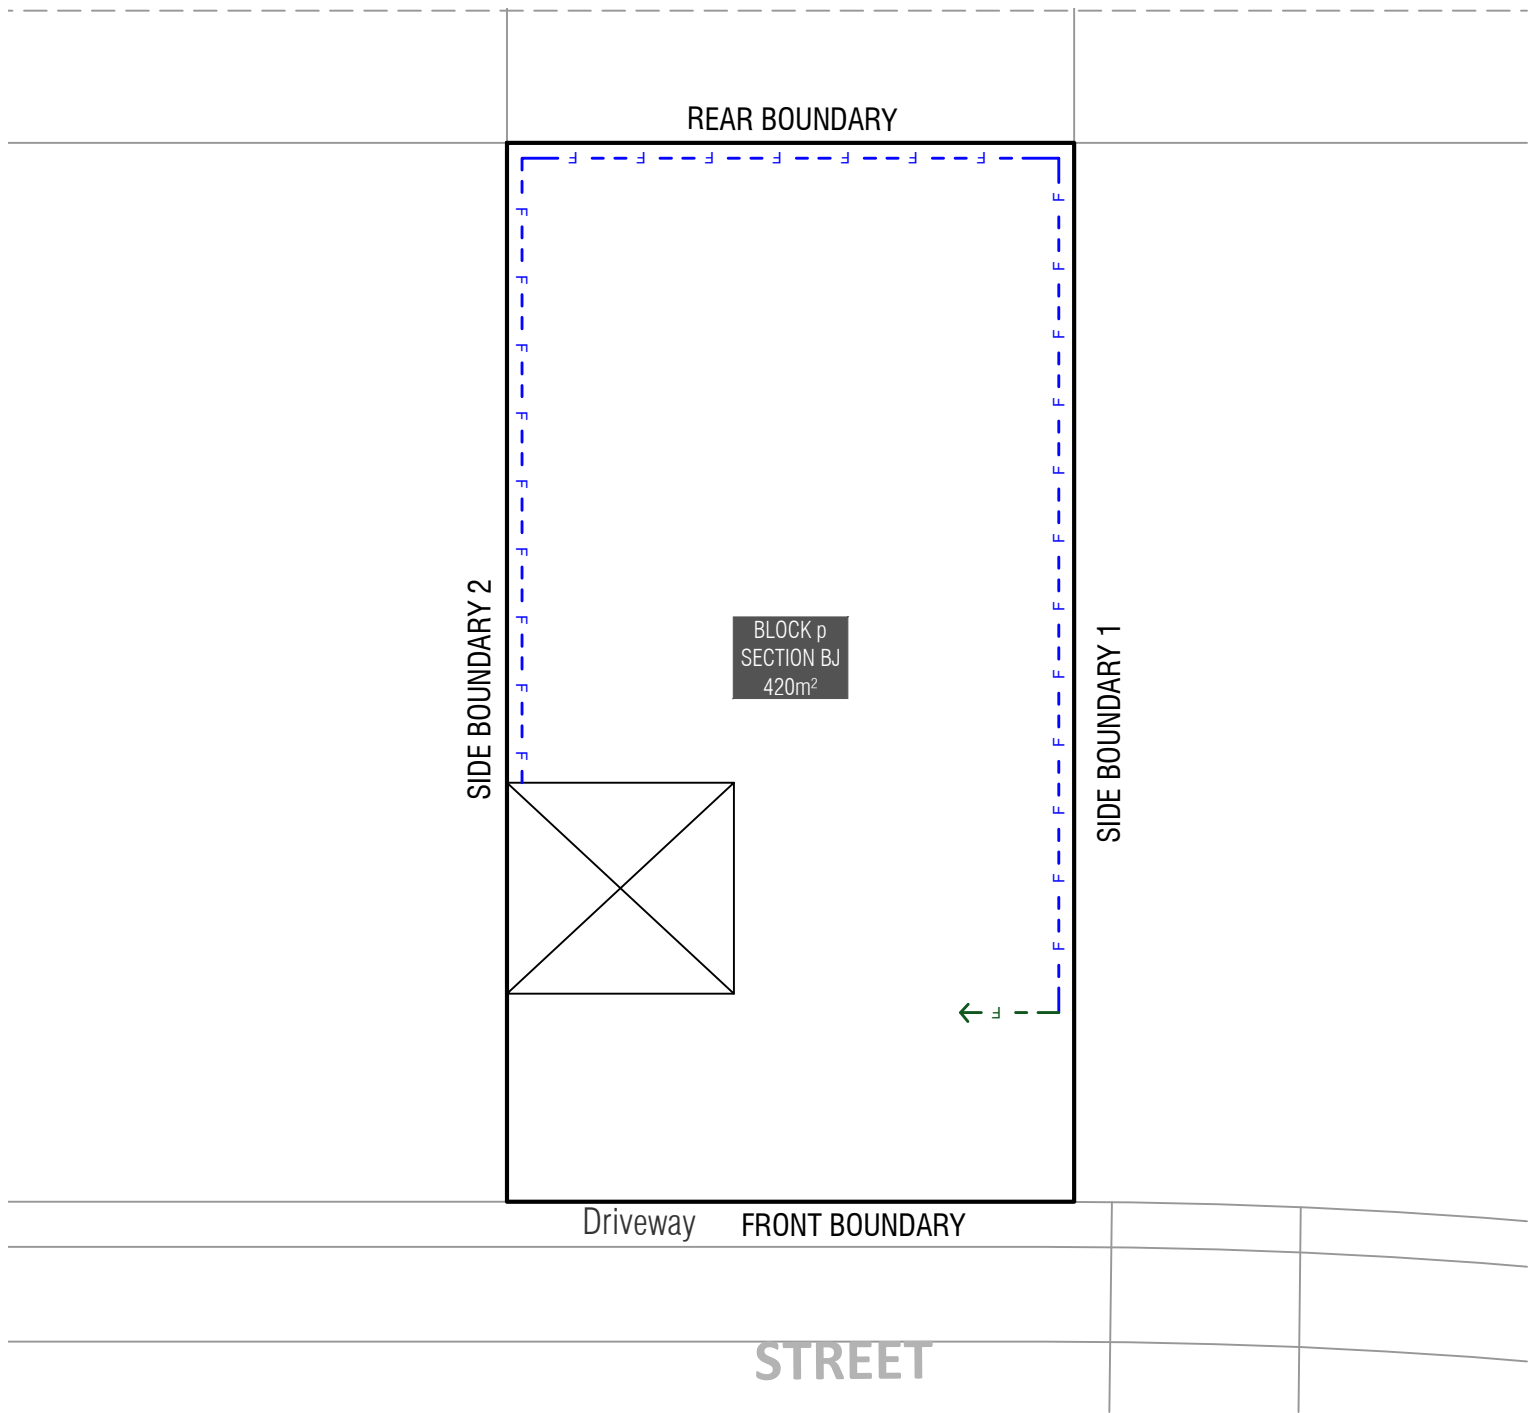 REAR BOUNDARY
F F F F F F F
F F F F F F F F F
F F F F F F F F F F F F
SIDE BOUNDARY 2
BLOCK p
SECTION BJ
420m²
SIDE BOUNDARY 1
F
Driveway
FRONT BOUNDARY
STREET